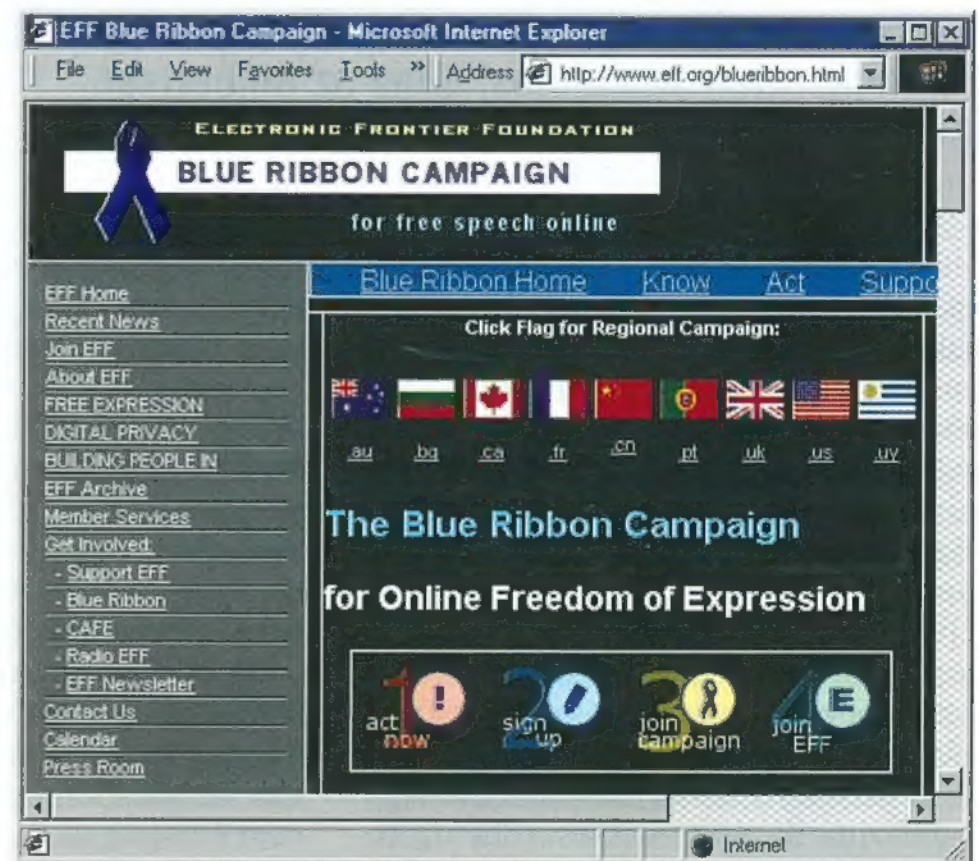 EFF Blue Ribbon Campaign - Microsoft Internet Explorer
File Edit View Favorites Tools » Address http://www.eff.org/blueribbon.html
ELECTRONIC FRONTIER FOUNDATION
BLUE RIBBON CAMPAIGN
for free speech online
Blue Ribbon Home Know Act Suppo
EFF Home
Recent News
Join EFF
About EFF
FREE EXPRESSION
DIGITAL PRIVACY
BUILDING PEOPLE IN
EFF Archive
Member Services
Get Involved:
- Support EFF
- Blue Ribbon
- CAFE
- Radio EFF
- EFF Newsletter
Contact Us
Calendar
Press Room
Click Flag for Regional Campaign:
.au .bg .ca .fr .cn .pt .uk .us .uy
The Blue Ribbon Campaign
for Online Freedom of Expression
1 ! act now
2 sign up
3 join campaign
4 E join EFF
Internet